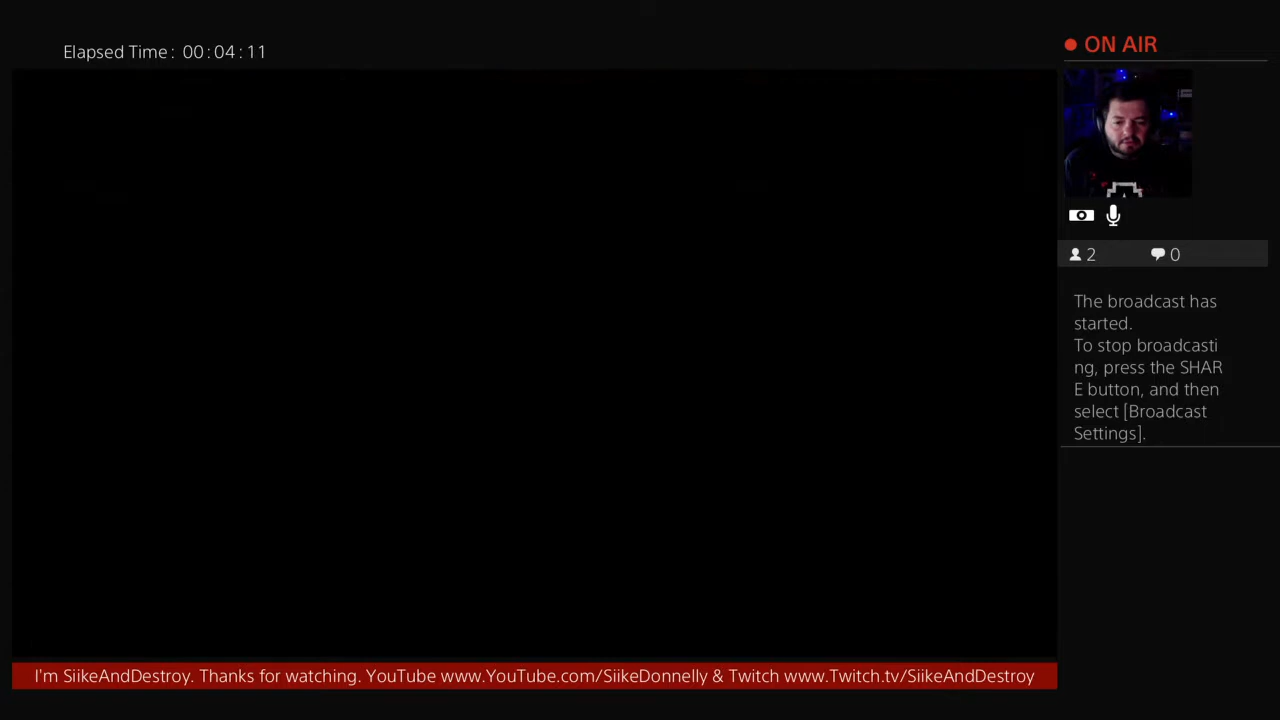 Elapsed Time: 00:04:11
ON AIR
2
0
The broadcast has
started.
To stop broadcasti
ng, press the SHAR
E button, and then
select [Broadcast
Settings].
I'm SiikeAndDestroy. Thanks for watching. YouTube www.YouTube.com/SiikeDonnelly & Twitch www.Twitch.tv/SiikeAndDestroy